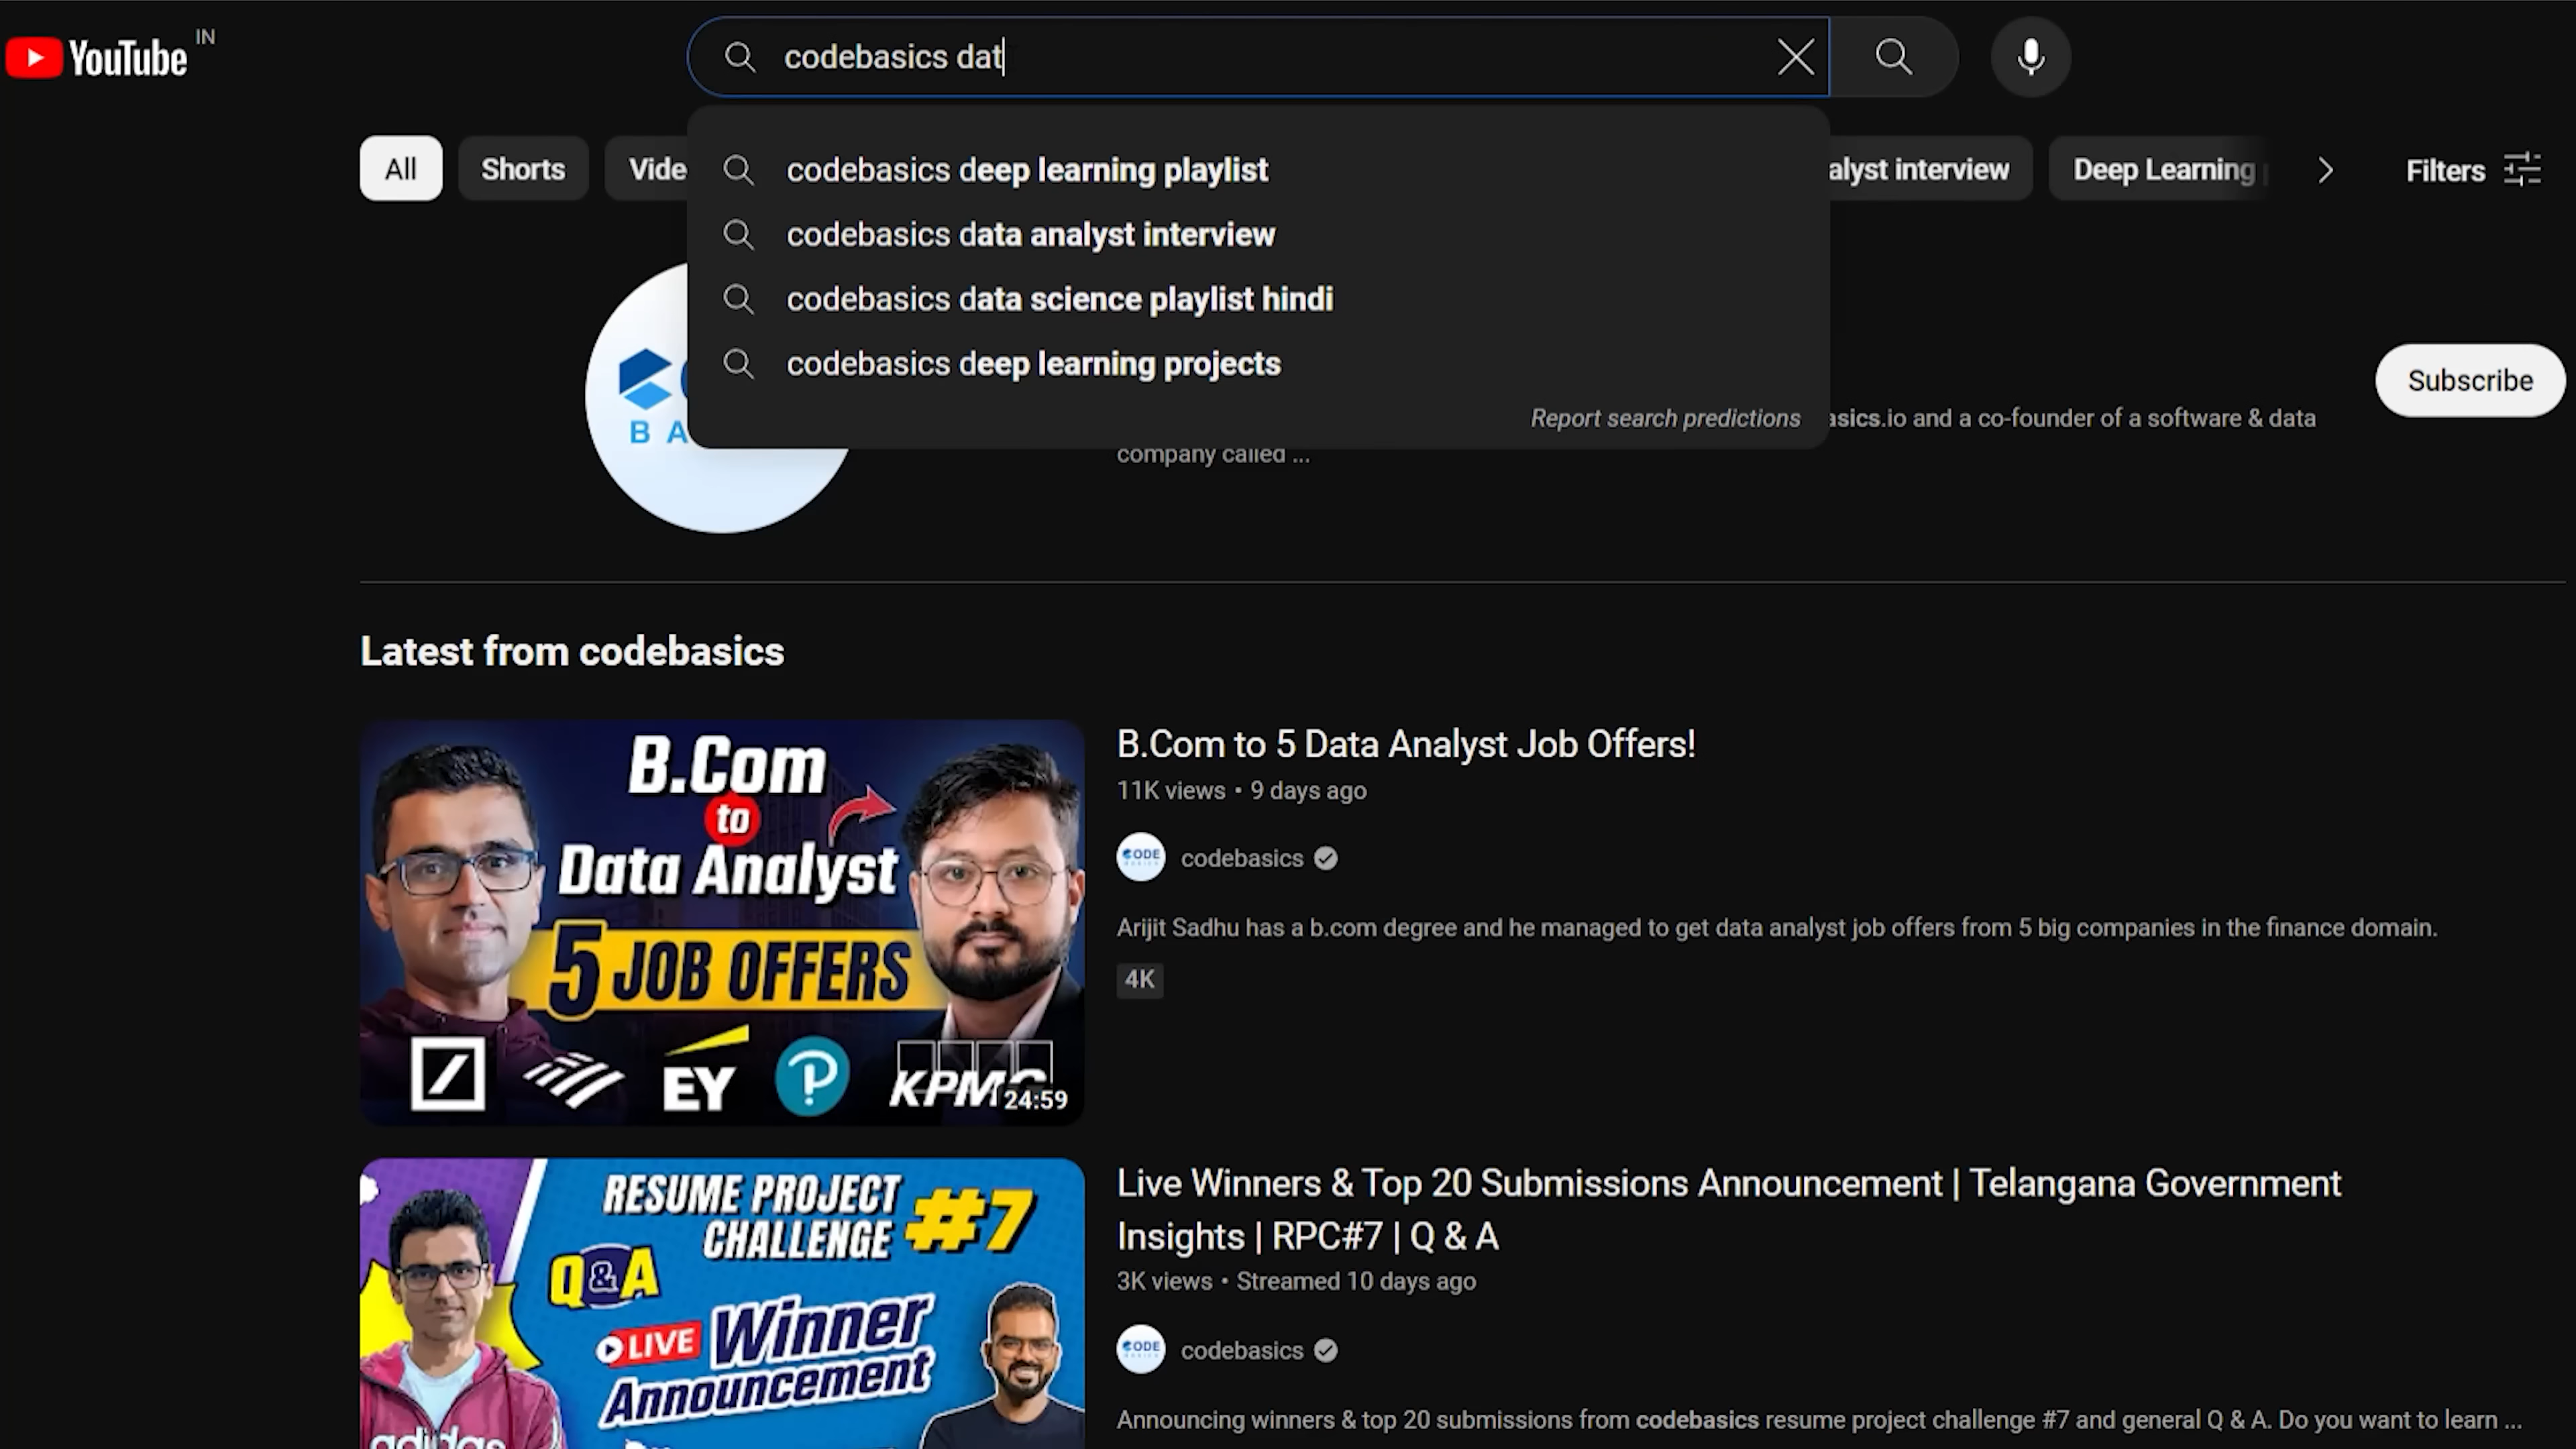 YouTube IN
codebasics dat
All
Shorts
Vide
alyst interview
Deep Learning
Filters
codebasics deep learning playlist
codebasics data analyst interview
codebasics data science playlist hindi
codebasics deep learning projects
Report search predictions
BA
asics.io and a co-founder of a software & data
company called ...
Subscribe
Latest from codebasics
B.Com
to
Data Analyst
5 JOB OFFERS
EY
KPMG
24:59
B.Com to 5 Data Analyst Job Offers!
11K views • 9 days ago
CODE
codebasics
Arijit Sadhu has a b.com degree and he managed to get data analyst job offers from 5 big companies in the finance domain.
4K
RESUME PROJECT
CHALLENGE #7
Q&A
LIVE Winner
Announcement
adidas
Live Winners & Top 20 Submissions Announcement | Telangana Government
Insights | RPC#7 | Q & A
3K views • Streamed 10 days ago
CODE
codebasics
Announcing winners & top 20 submissions from codebasics resume project challenge #7 and general Q & A. Do you want to learn ...